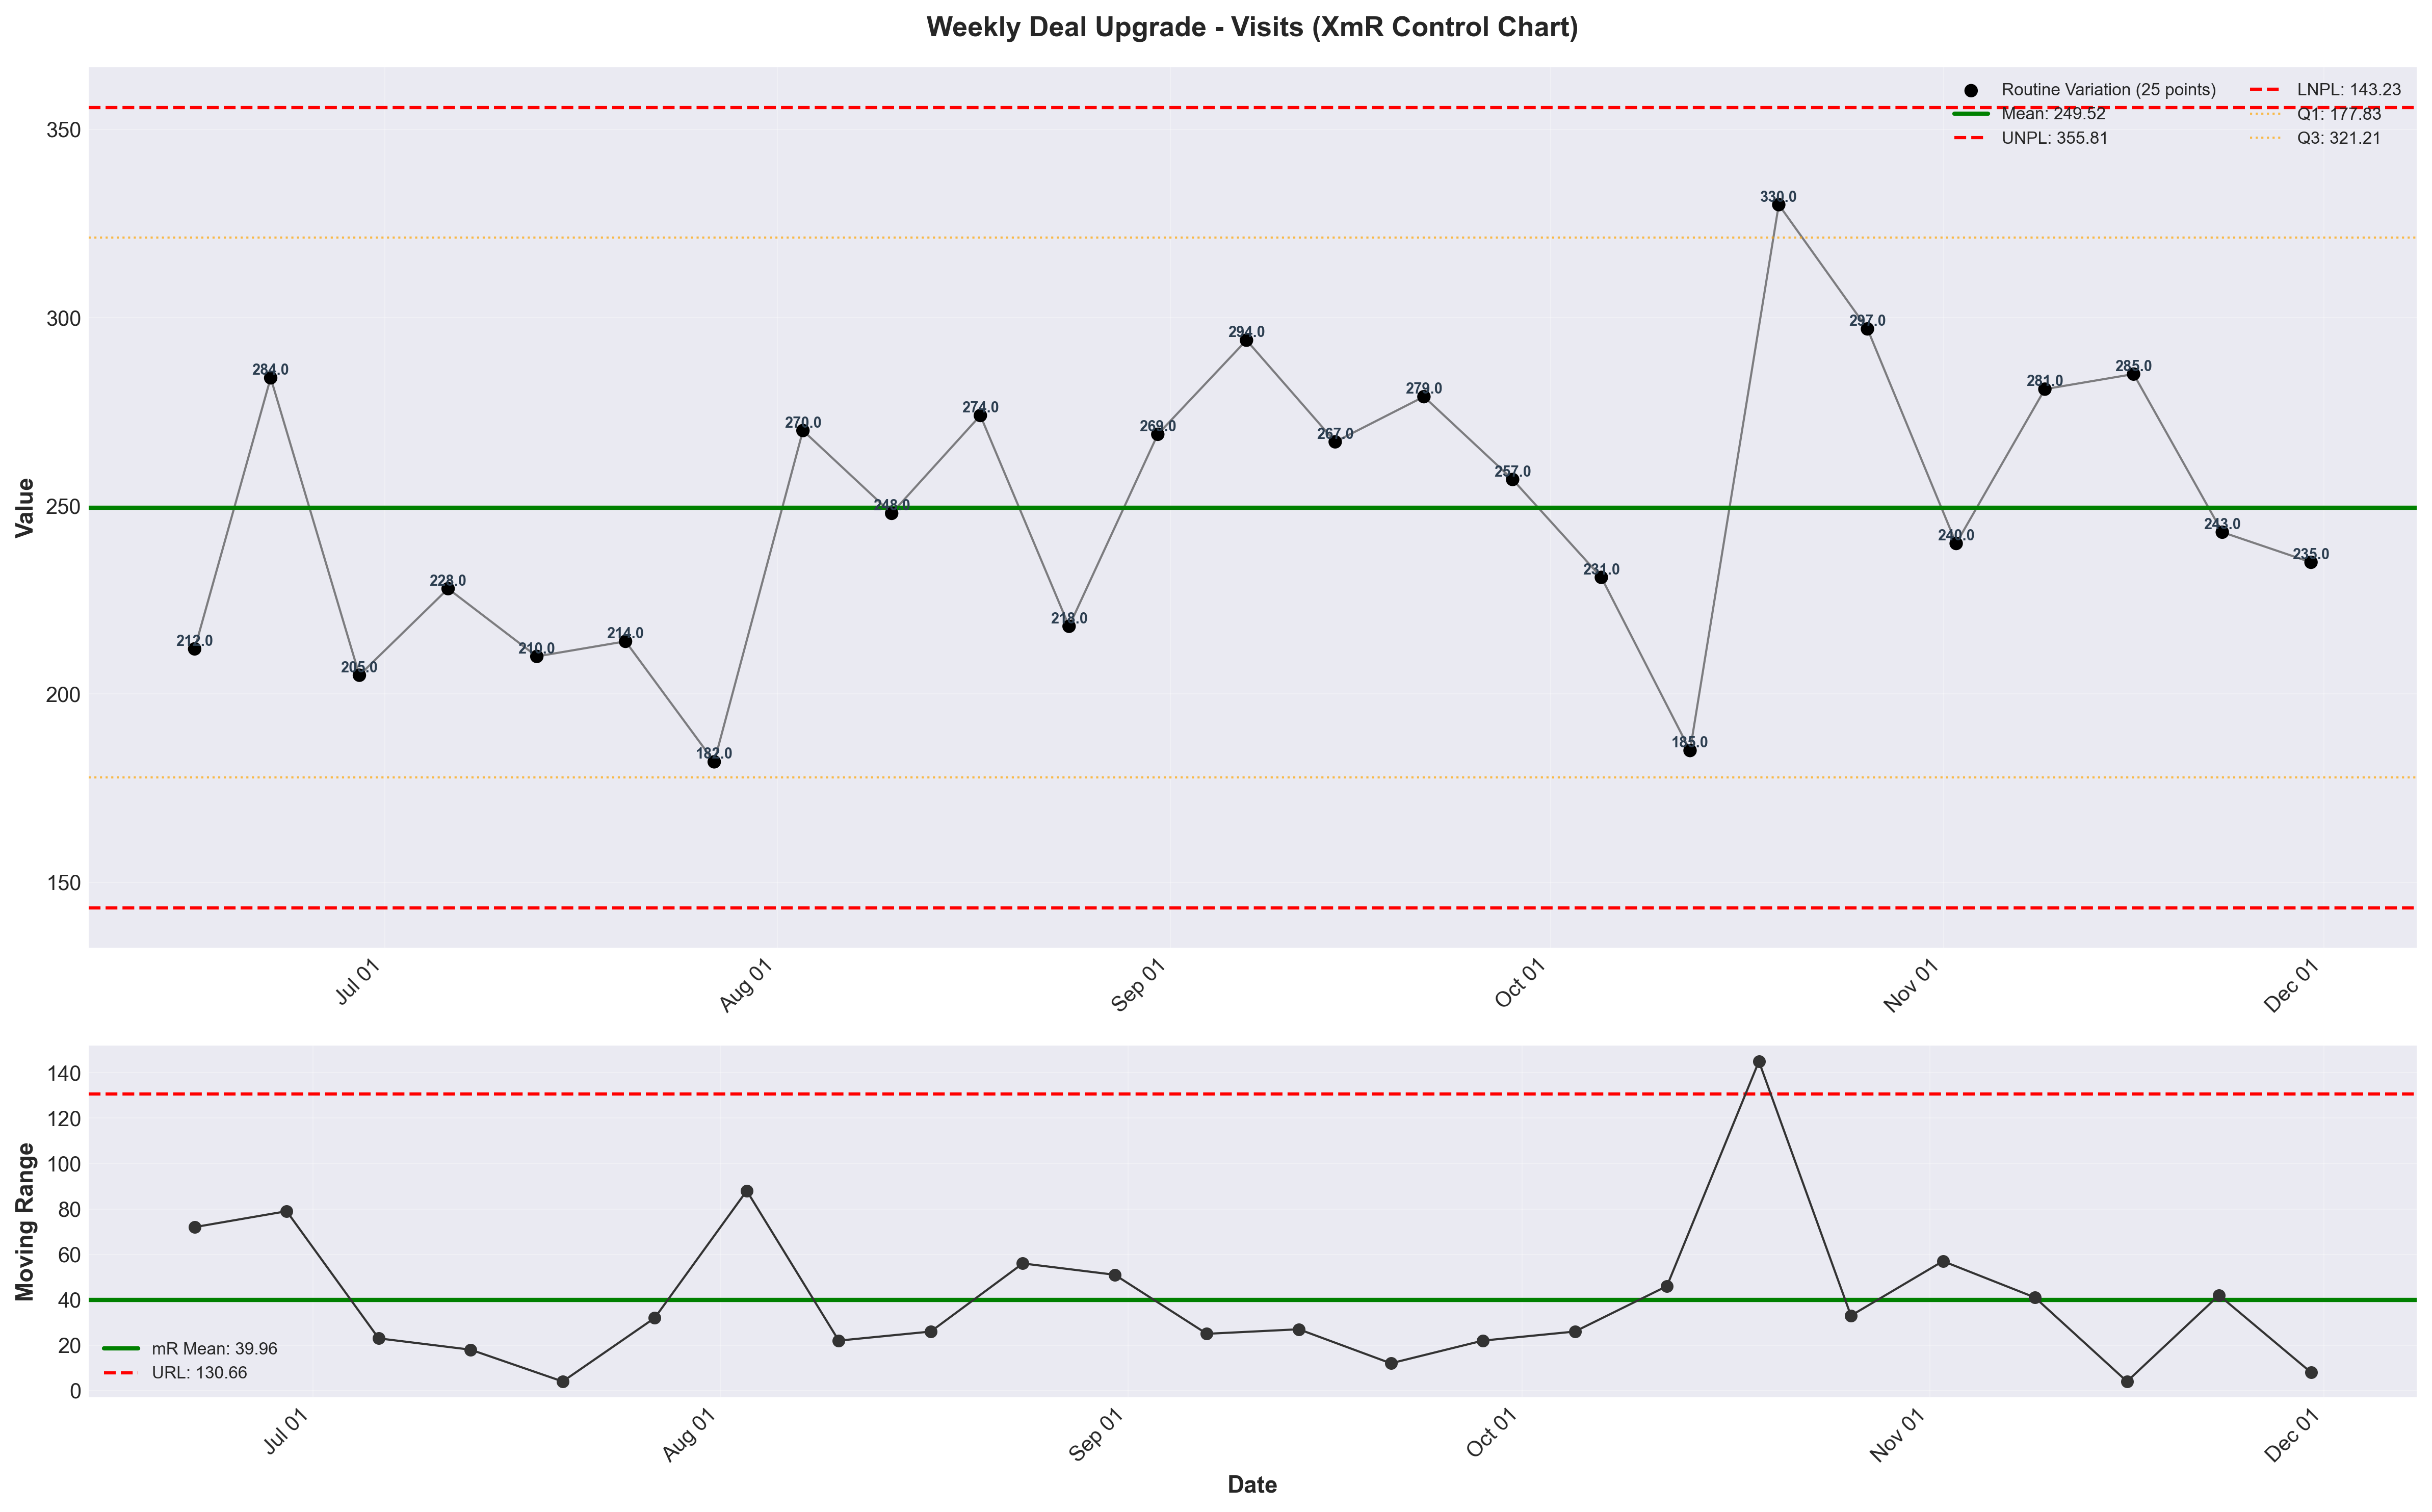 Weekly Deal Upgrade - Visits (XmR Control Chart)
Routine Variation (25 points)
Mean: 249.52
UNPL: 355.81
LNPL: 143.23
Q1: 177.83
Q3: 321.21
Value
350
300
250
200
150
212.0
284.0
205.0
228.0
210.0
214.0
182.0
270.0
248.0
274.0
218.0
269.0
294.0
267.0
279.0
257.0
231.0
185.0
330.0
297.0
240.0
281.0
285.0
243.0
235.0
Jul 01
Aug 01
Sep 01
Oct 01
Nov 01
Dec 01
Moving Range
140
120
100
80
60
40
20
0
mR Mean: 39.96
URL: 130.66
Jul 01
Aug 01
Sep 01
Oct 01
Nov 01
Dec 01
Date